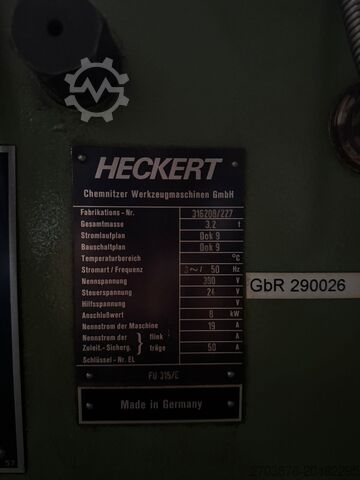 HECKERT
Chemnitzer Werkzeugmaschinen GmbH
Fabrikations-Nr. 316208/227
Gesamtmasse 3,2 t
Stromlaufplan Dok 9
Bauschaltplan Dok 9
Temperaturbereich °C
Stromart / Frequenz 3~/ 50 Hz
Nennspannung 390 V
Steuerspannung 24 V
Hilfsspannung V
Anschlußwert 8 kW
Nennstrom der Maschine 19 A
Nennstrom der } flink A
Zuleit.-Sicherg. } träge 50 A
Schlüssel-Nr. EL
FU-315/E
Made in Germany
GbR 290026
57